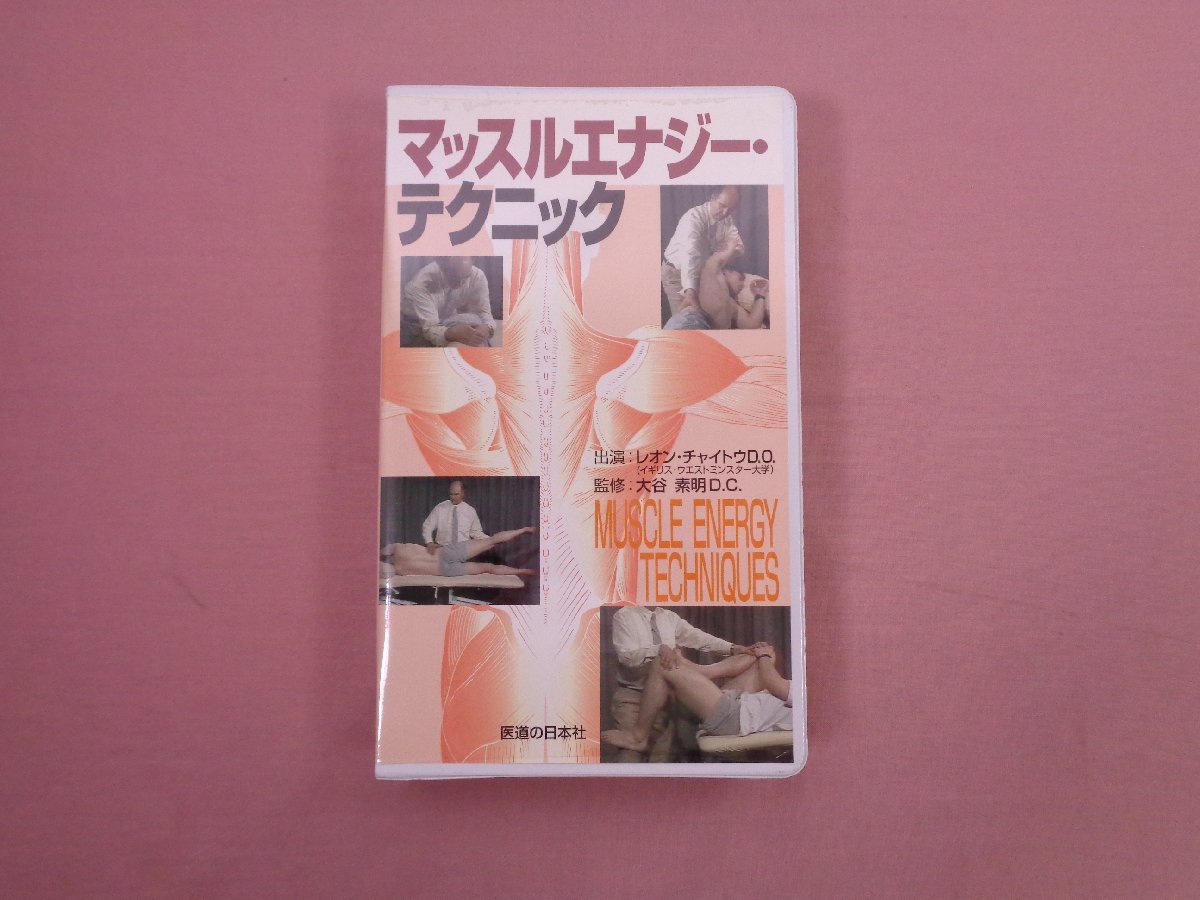 マッスルエナジー・
テクニック
出演：レオン・チャイトウD.O.
（イギリス・ウエストミンスター大学）
監修：大谷 素明D.C.
MUSCLE ENERGY
TECHNIQUES
医道の日本社